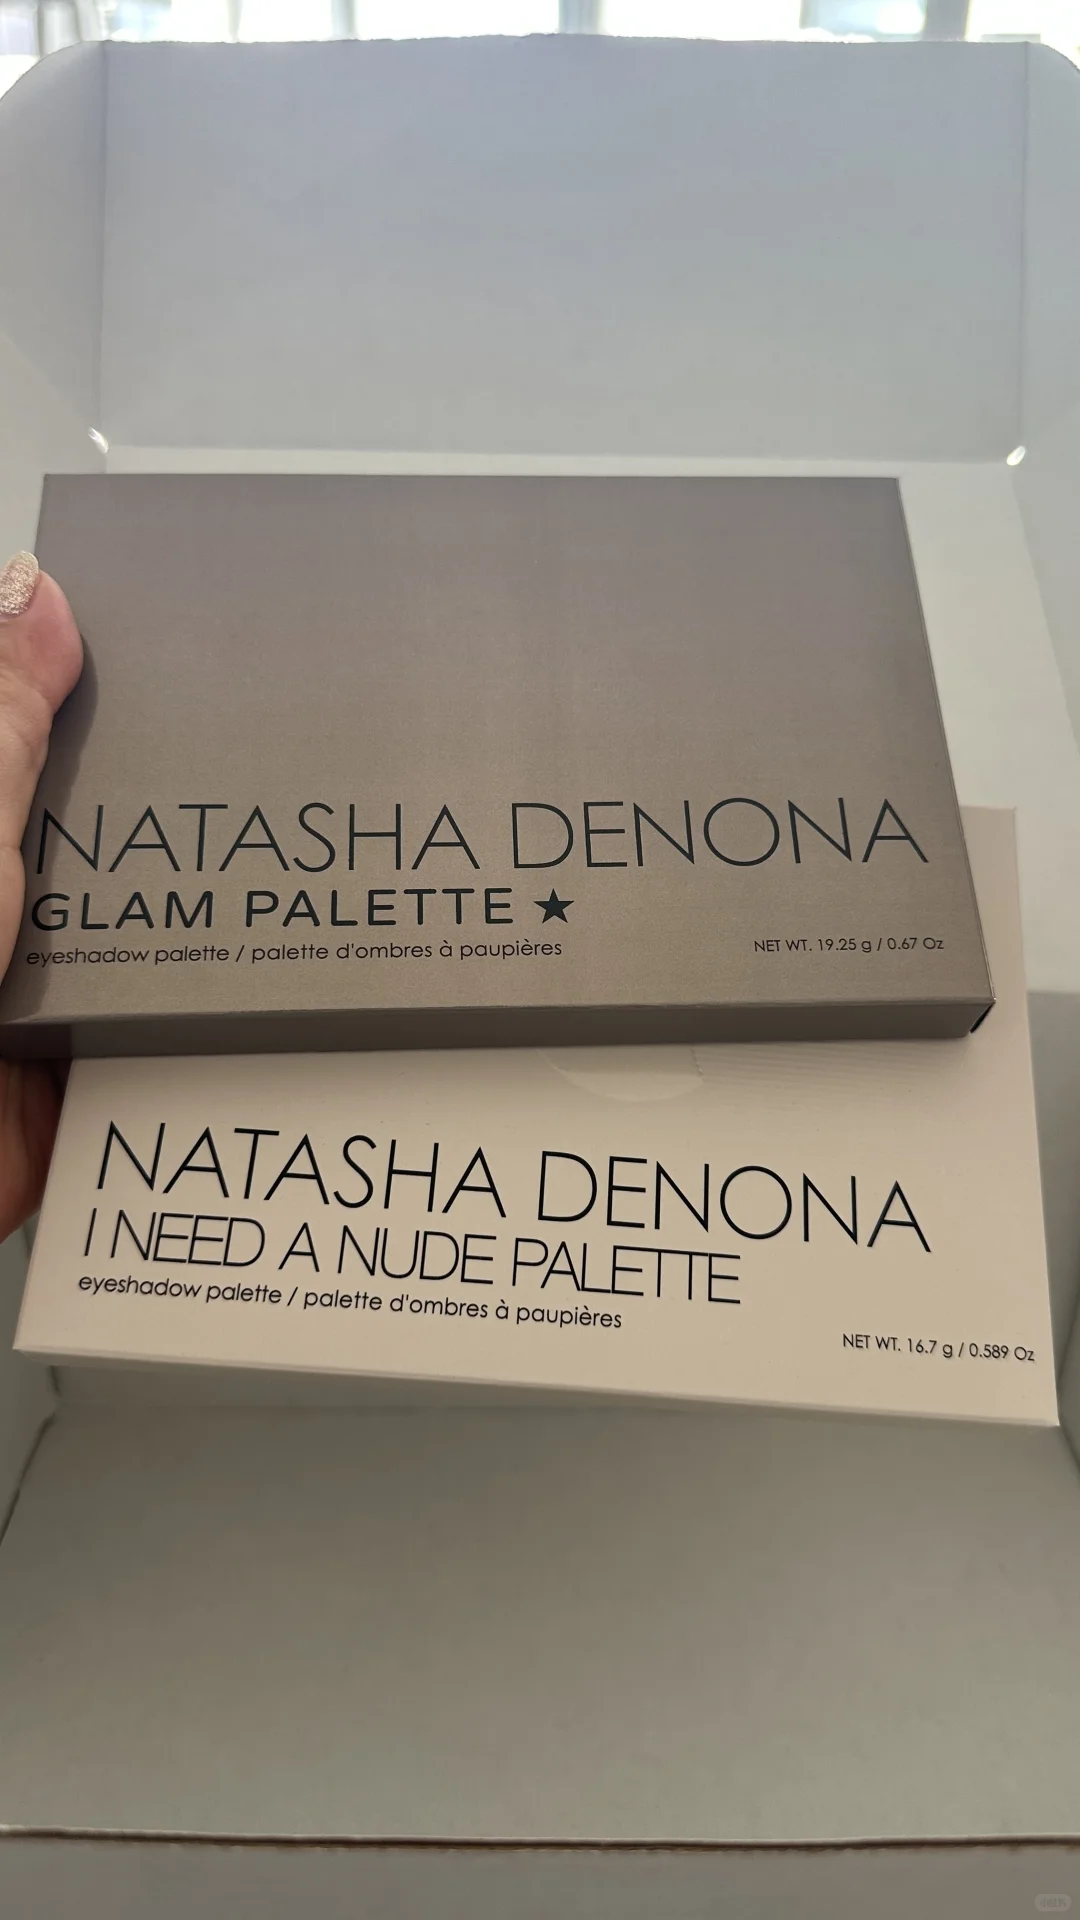 NATASHA DENONA
GLAM PALETTE ★
eyeshadow palette / palette d'ombres à paupières
NET WT. 19.25 g / 0.67 Oz
NATASHA DENONA
I NEED A NUDE PALETTE
eyeshadow palette / palette d'ombres à paupières
NET WT. 16.7 g / 0.589 Oz